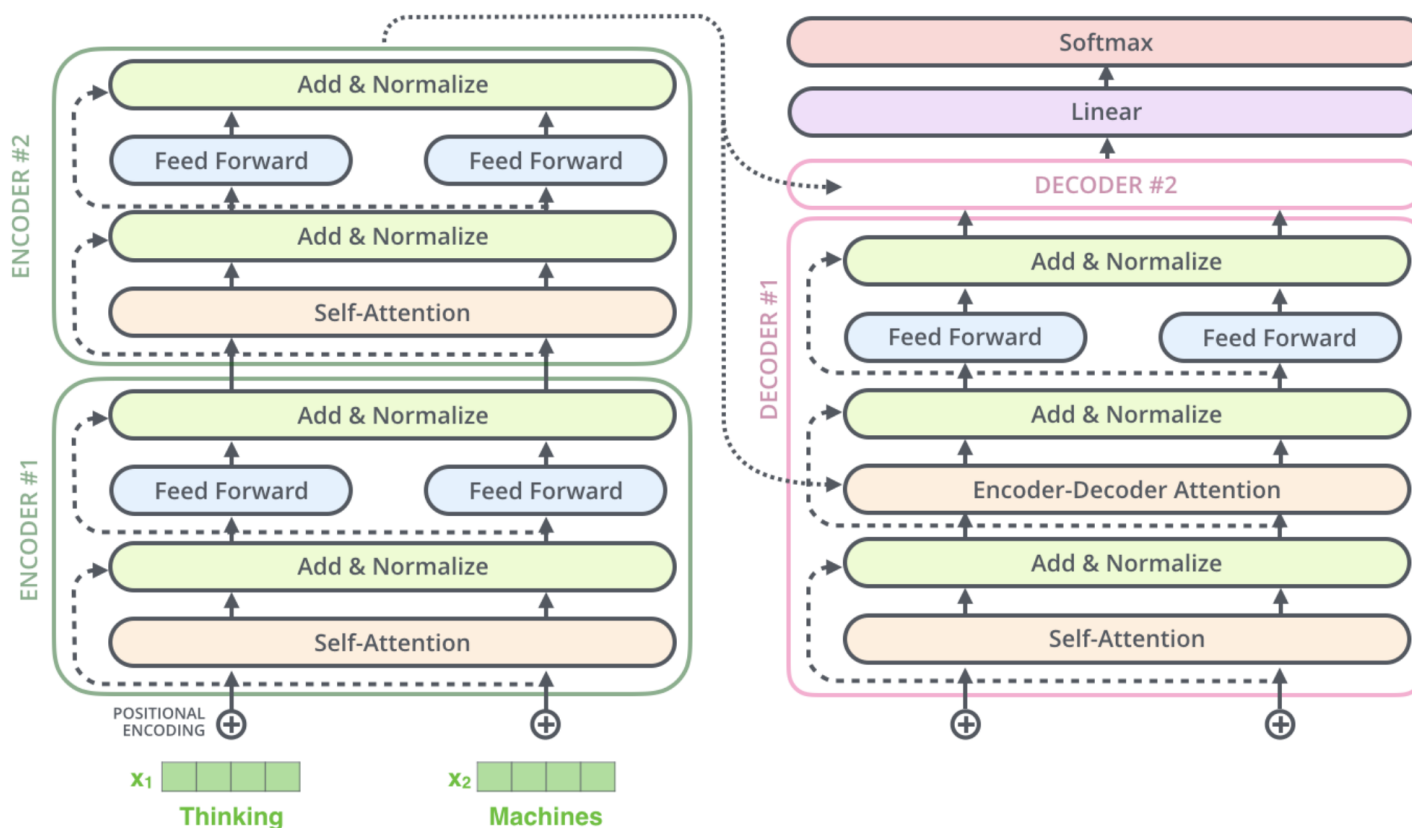 ENCODER #2
Add & Normalize
Feed Forward
Feed Forward
Add & Normalize
Self-Attention
ENCODER #1
Add & Normalize
Feed Forward
Feed Forward
Add & Normalize
Self-Attention
POSITIONAL
ENCODING
x₁
x₂
Thinking
Machines
Softmax
Linear
DECODER #2
DECODER #1
Add & Normalize
Feed Forward
Feed Forward
Add & Normalize
Encoder-Decoder Attention
Add & Normalize
Self-Attention